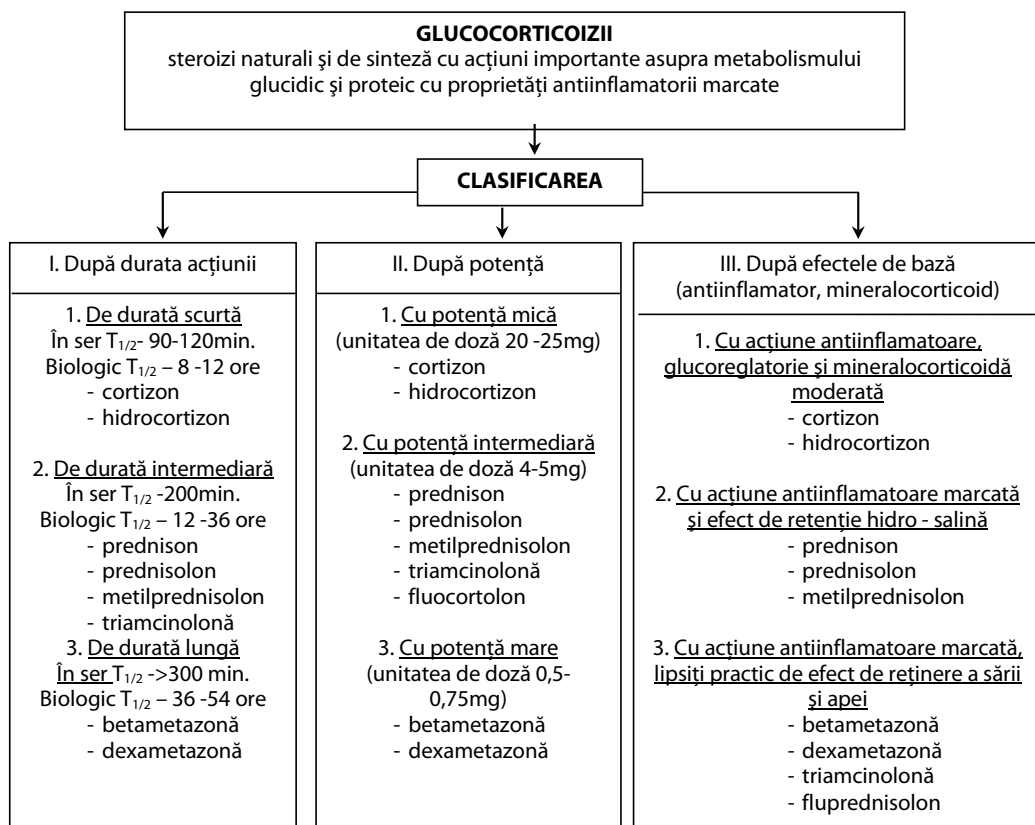 GLUCOCORTICOIZII
steroizi naturali şi de sinteză cu acţiuni importante asupra metabolismului
glucidic şi proteic cu proprietăţi antiinflamatorii marcate
CLASIFICAREA
I. După durata acţiunii
1. De durată scurtă
În ser T1/2- 90-120min.
Biologic T1/2 – 8 -12 ore
- cortizon
- hidrocortizon
2. De durată intermediară
În ser T1/2 -200min.
Biologic T1/2 – 12 -36 ore
- prednison
- prednisolon
- metilprednisolon
- triamcinolonă
3. De durată lungă
În ser T1/2 ->300 min.
Biologic T1/2 – 36 -54 ore
- betametazonă
- dexametazonă
II. După potenţă
1. Cu potenţă mică
(unitatea de doză 20 -25mg)
- cortizon
- hidrocortizon
2. Cu potenţă intermediară
(unitatea de doză 4-5mg)
- prednison
- prednisolon
- metilprednisolon
- triamcinolonă
- fluocortolon
3. Cu potenţă mare
(unitatea de doză 0,5-
0,75mg)
- betametazonă
- dexametazonă
III. După efectele de bază
(antiinflamator, mineralocorticoid)
1. Cu acţiune antiinflamatoare,
glucoreglatorie şi mineralocorticoidă
moderată
- cortizon
- hidrocortizon
2. Cu acţiune antiinflamatoare marcată
şi efect de retenţie hidro - salină
- prednison
- prednisolon
- metilprednisolon
3. Cu acţiune antiinflamatoare marcată,
lipsiţi practic de efect de reţinere a sării
şi apei
- betametazonă
- dexametazonă
- triamcinolonă
- fluprednisolon